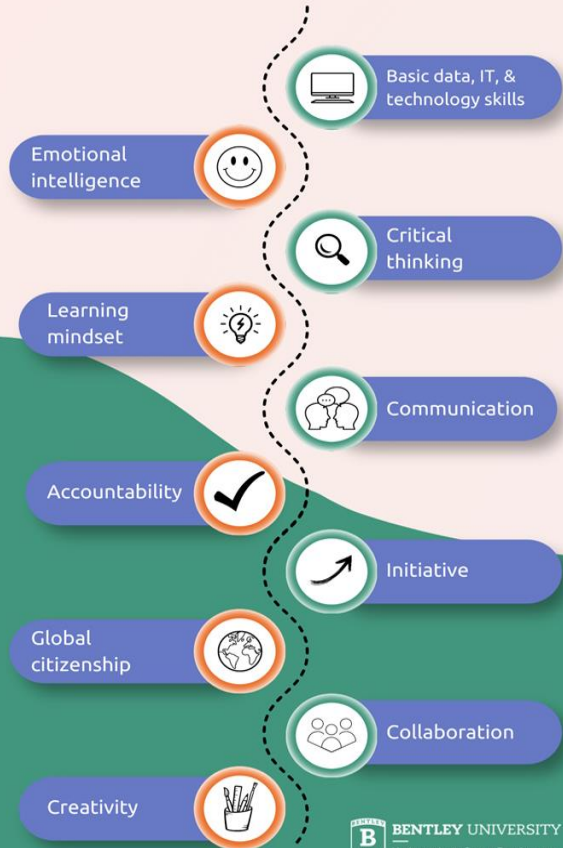 Basic data, IT, &
technology skills
Emotional
intelligence
Critical
thinking
Learning
mindset
Communication
Accountability
Initiative
Global
citizenship
Collaboration
Creativity
BENTLEY
B
BENTLEY UNIVERSITY